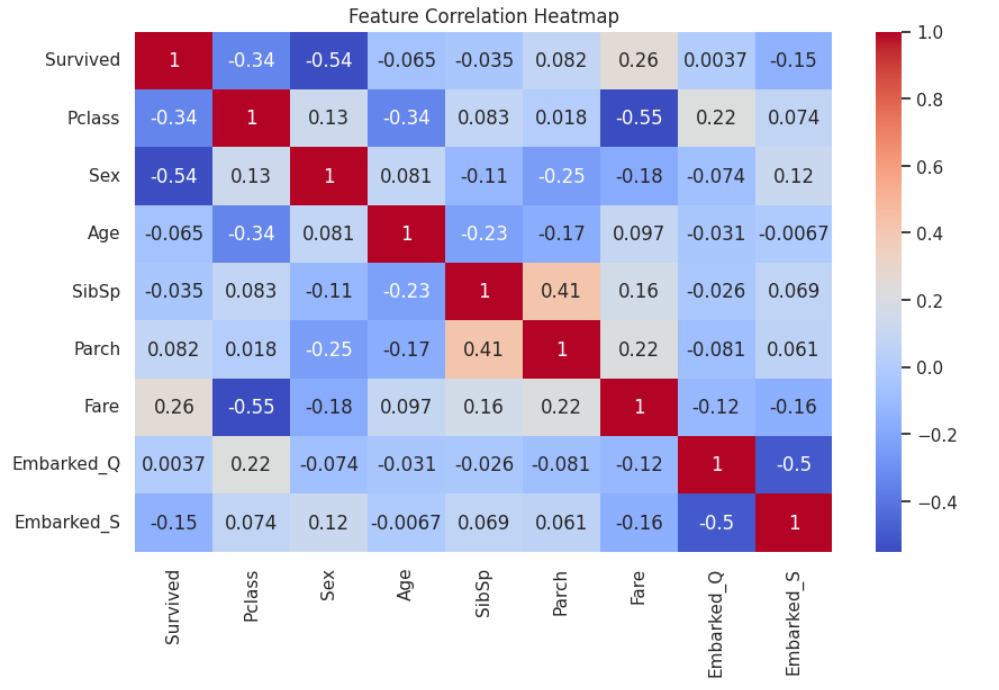 Feature Correlation Heatmap
Survived 1 -0.34 -0.54 -0.065 -0.035 0.082 0.26 0.0037 -0.15
Pclass -0.34 1 0.13 -0.34 0.083 0.018 -0.55 0.22 0.074
Sex -0.54 0.13 1 0.081 -0.11 -0.25 -0.18 -0.074 0.12
Age -0.065 -0.34 0.081 1 -0.23 -0.17 0.097 -0.031 -0.0067
SibSp -0.035 0.083 -0.11 -0.23 1 0.41 0.16 -0.026 0.069
Parch 0.082 0.018 -0.25 -0.17 0.41 1 0.22 -0.081 0.061
Fare 0.26 -0.55 -0.18 0.097 0.16 0.22 1 -0.12 -0.16
Embarked_Q 0.0037 0.22 -0.074 -0.031 -0.026 -0.081 -0.12 1 -0.5
Embarked_S -0.15 0.074 0.12 -0.0067 0.069 0.061 -0.16 -0.5 1
Survived Pclass Sex Age SibSp Parch Fare Embarked_Q Embarked_S
1.0
0.8
0.6
0.4
0.2
0.0
−0.2
−0.4